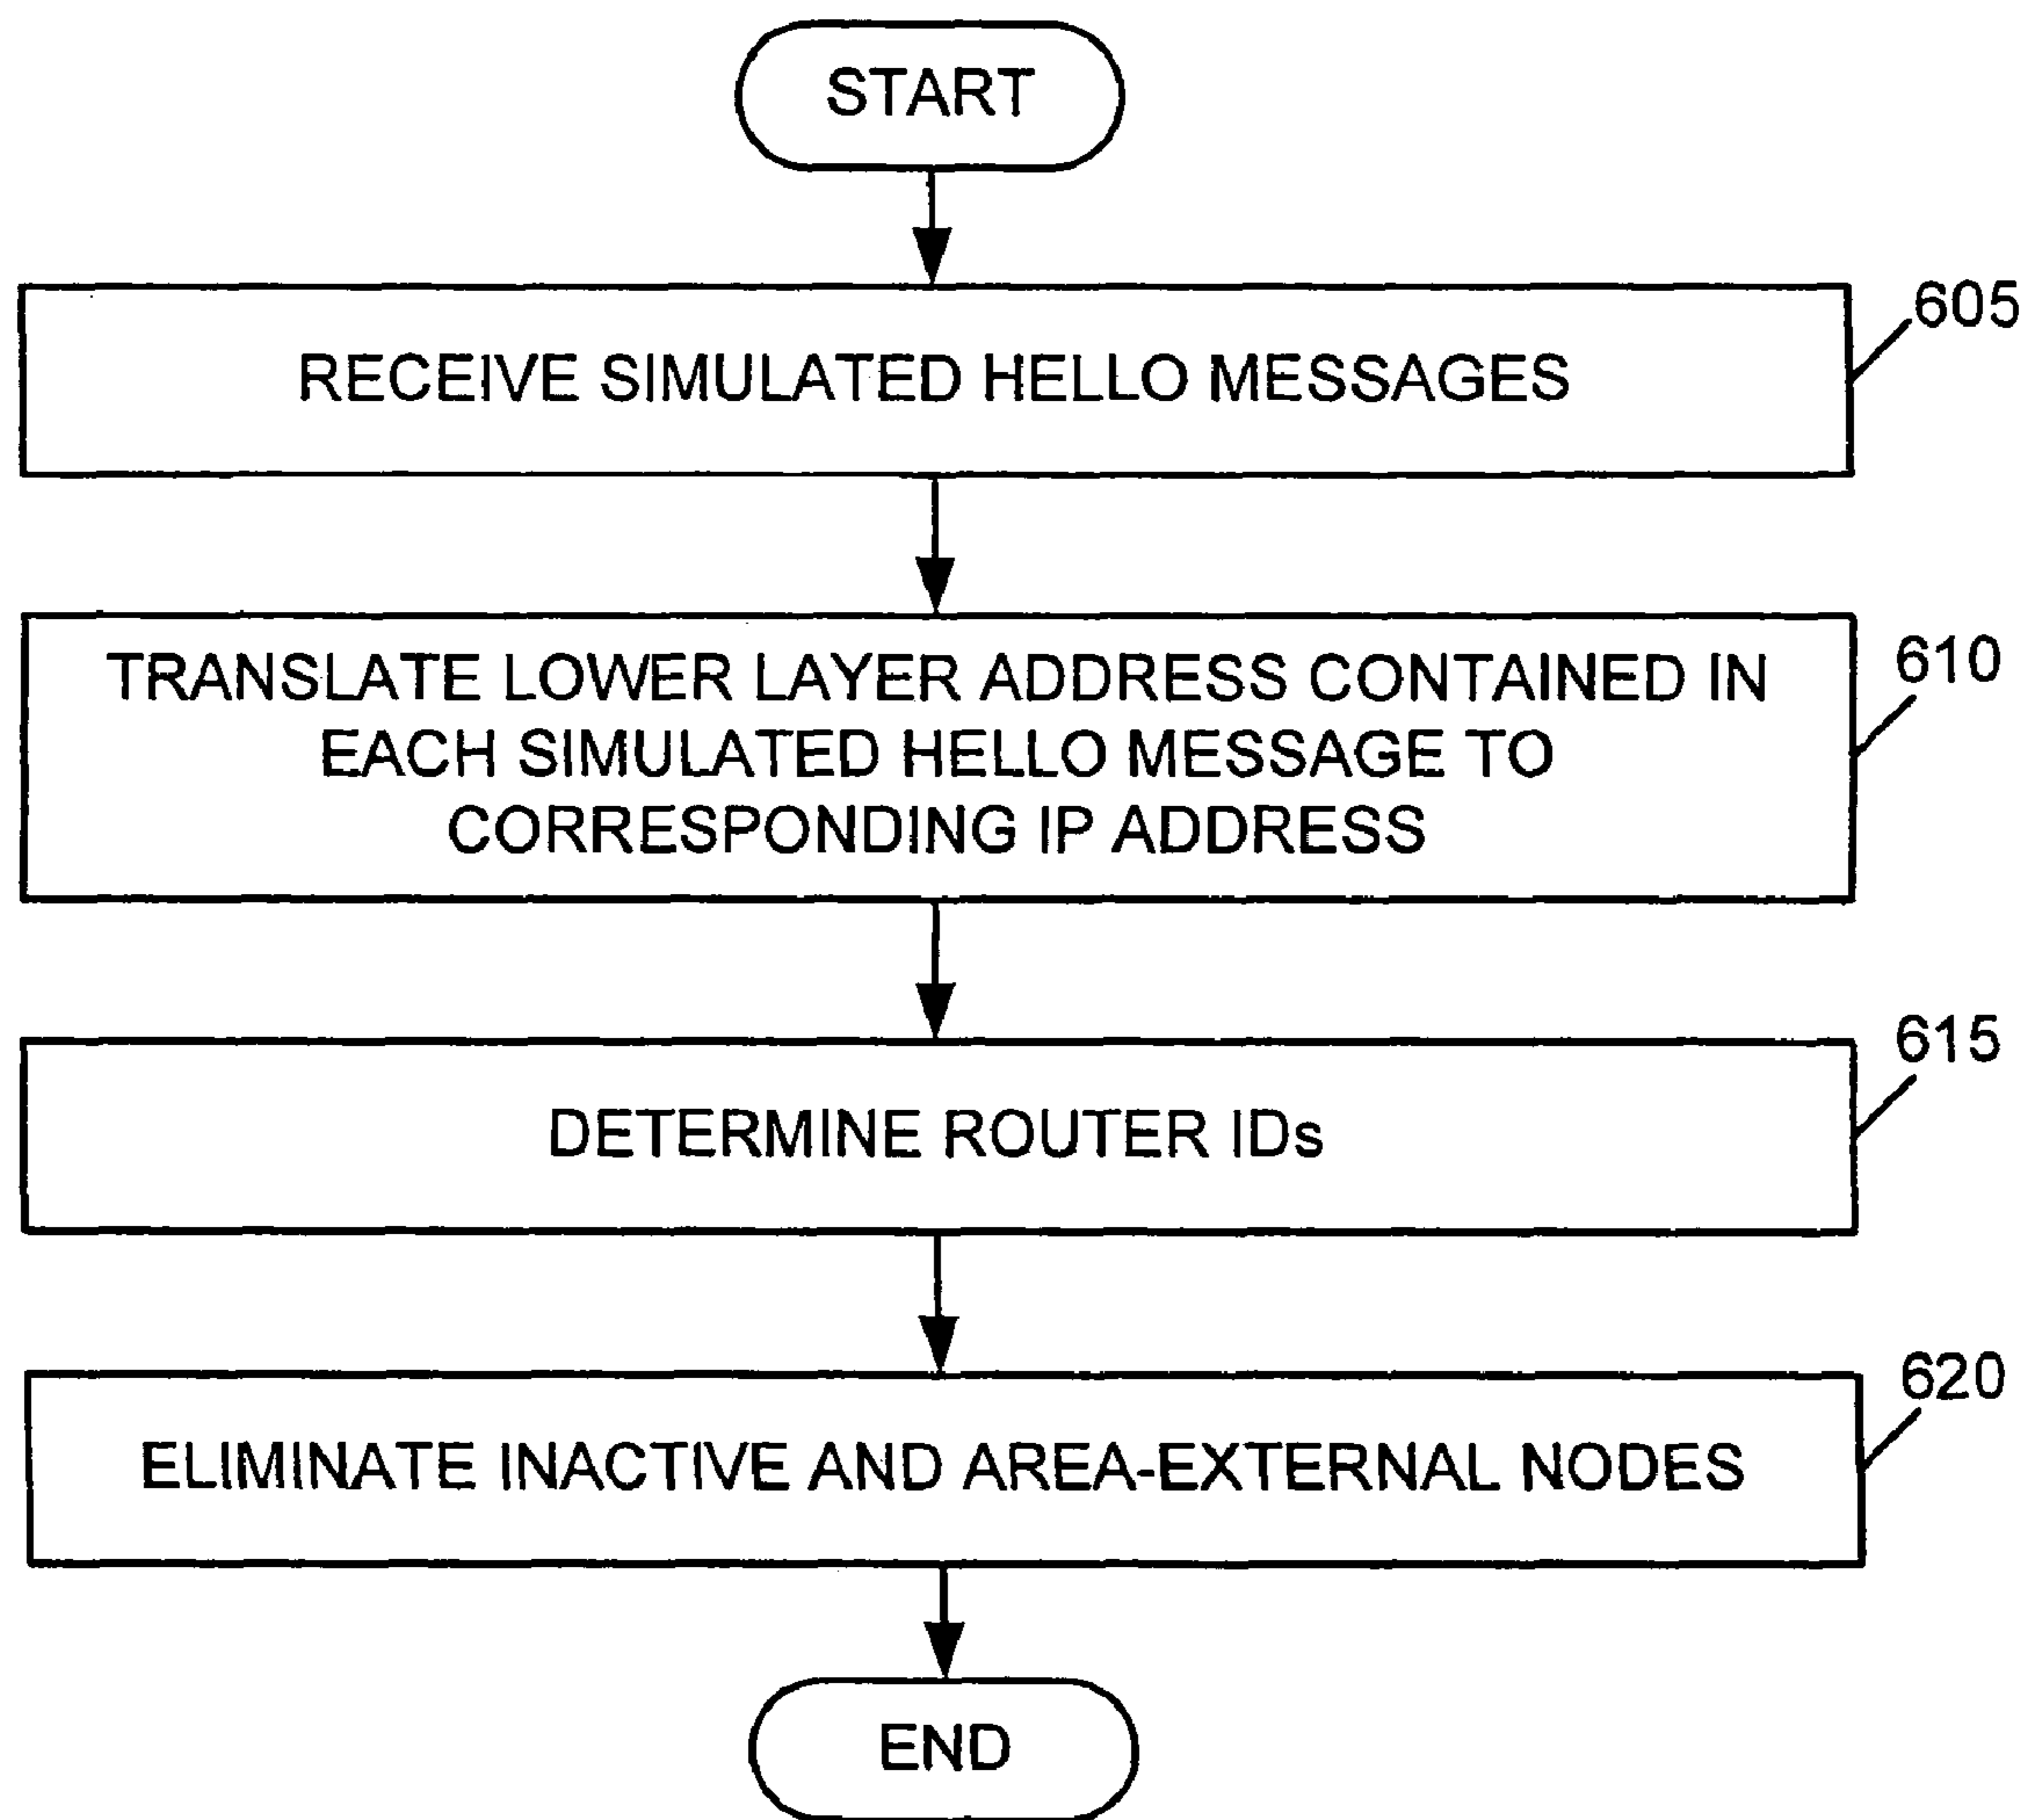 START
605
RECEIVE SIMULATED HELLO MESSAGES
610
TRANSLATE LOWER LAYER ADDRESS CONTAINED IN
EACH SIMULATED HELLO MESSAGE TO
CORRESPONDING IP ADDRESS
615
DETERMINE ROUTER IDs
620
ELIMINATE INACTIVE AND AREA-EXTERNAL NODES
END